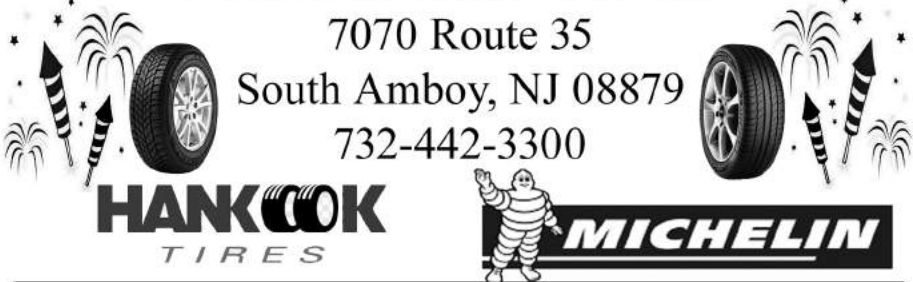 7070 Route 35
South Amboy, NJ 08879
732-442-3300
HANKOOK
TIRES
MICHELIN